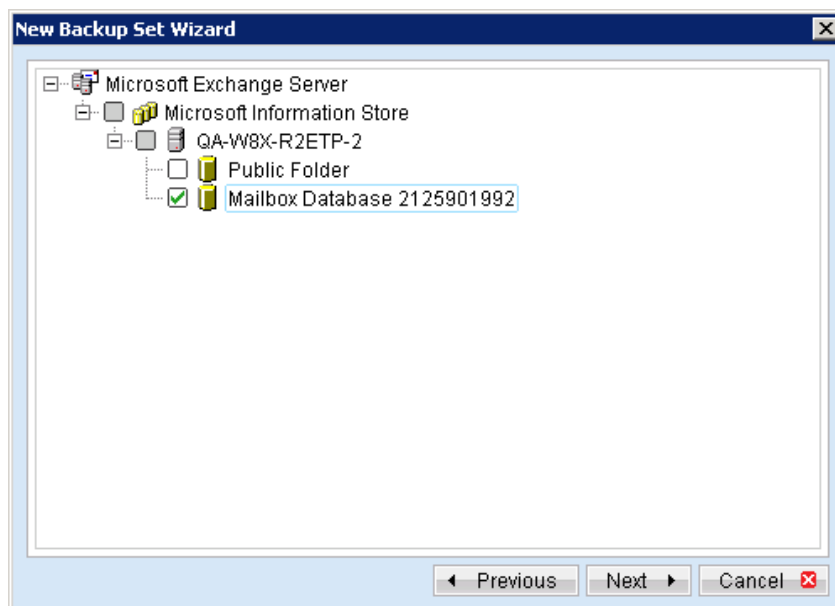 New Backup Set Wizard
Microsoft Exchange Server
Microsoft Information Store
QA-W8X-R2ETP-2
Public Folder
Mailbox Database 2125901992
Previous Next Cancel